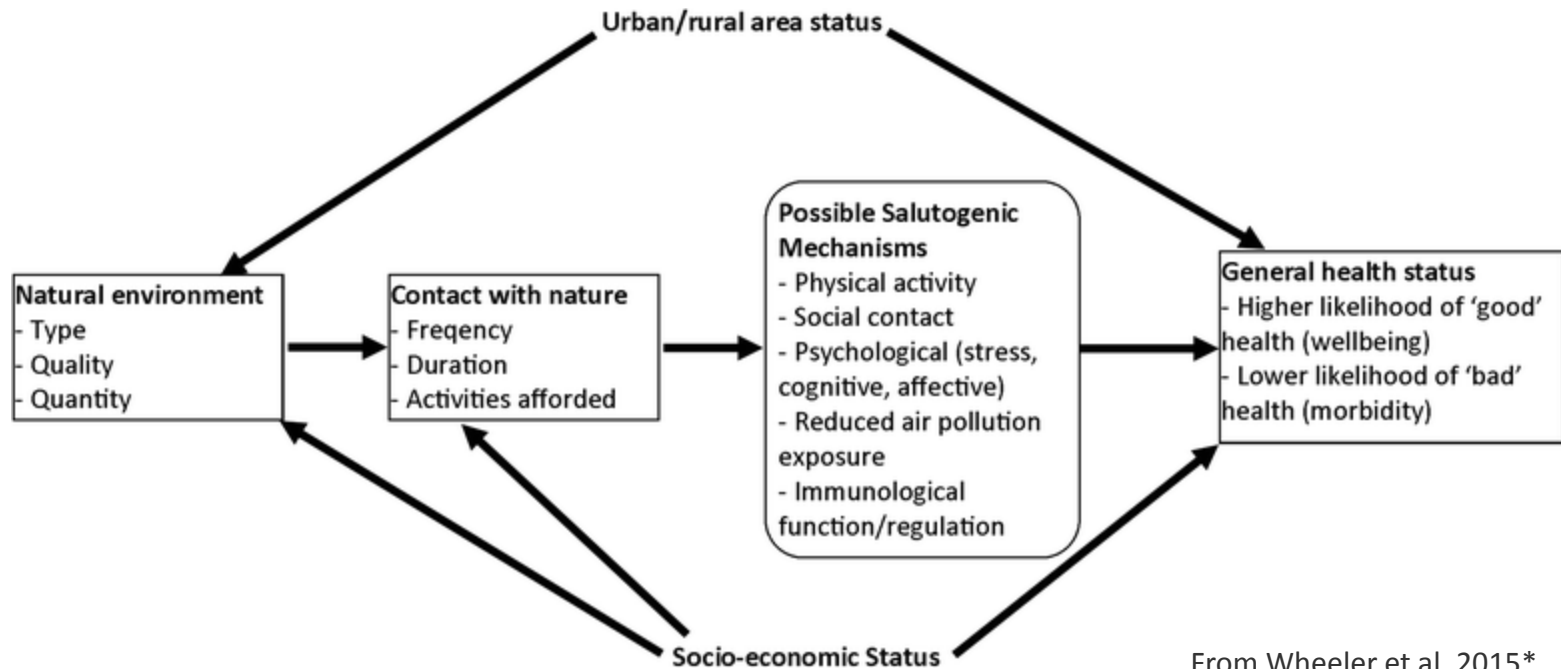 Urban/rural area status
Natural environment
- Type
- Quality
- Quantity
Contact with nature
- Freqency
- Duration
- Activities afforded
Possible Salutogenic
Mechanisms
- Physical activity
- Social contact
- Psychological (stress,
cognitive, affective)
- Reduced air pollution
exposure
- Immunological
function/regulation
General health status
- Higher likelihood of ‘good’
health (wellbeing)
- Lower likelihood of ‘bad’
health (morbidity)
Socio-economic Status
From Wheeler et al. 2015*